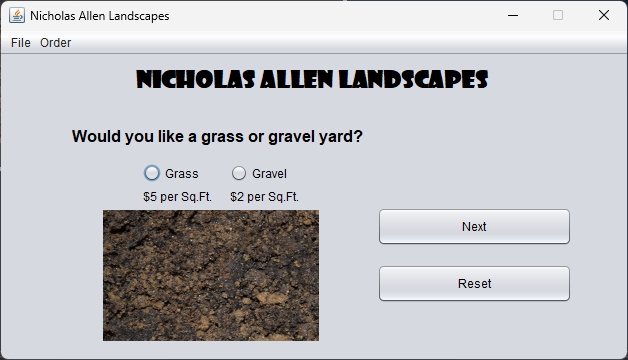 Nicholas Allen Landscapes
File Order
NICHOLAS ALLEN LANDSCAPES
Would you like a grass or gravel yard?
Grass Gravel
$5 per Sq.Ft. $2 per Sq.Ft.
Next
Reset